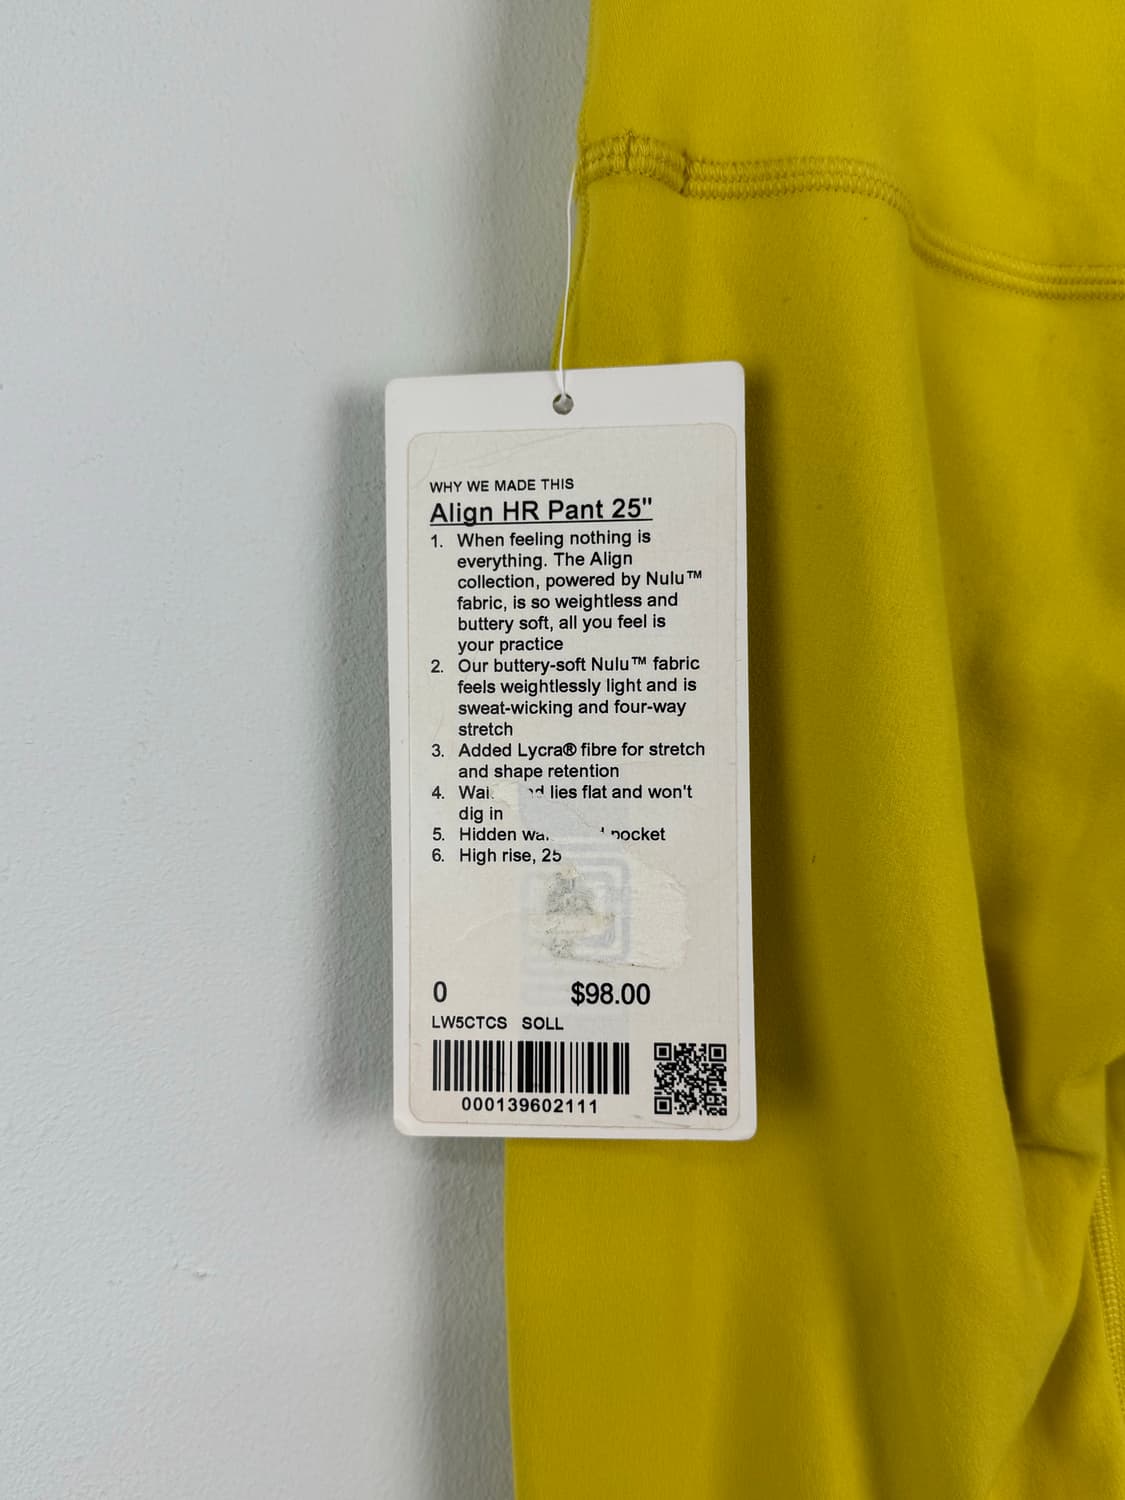 WHY WE MADE THIS
Align HR Pant 25"
1. When feeling nothing is
everything. The Align
collection, powered by Nulu™
fabric, is so weightless and
buttery soft, all you feel is
your practice
2. Our buttery-soft Nulu™ fabric
feels weightlessly light and is
sweat-wicking and four-way
stretch
3. Added Lycra® fibre for stretch
and shape retention
4. lies flat and won't
dig in
5. Hidden pocket
6. High rise, 25
0 $98.00
LW5CTCS SOLL
000139602111